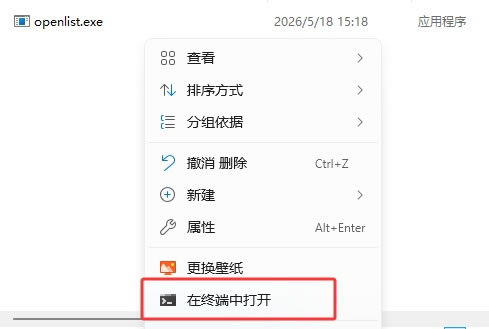 openlist.exe 2026/5/18 15:18 应用程序
查看
排序方式
分组依据
撤消 删除 Ctrl+Z
新建
属性 Alt+Enter
更换壁纸
在终端中打开